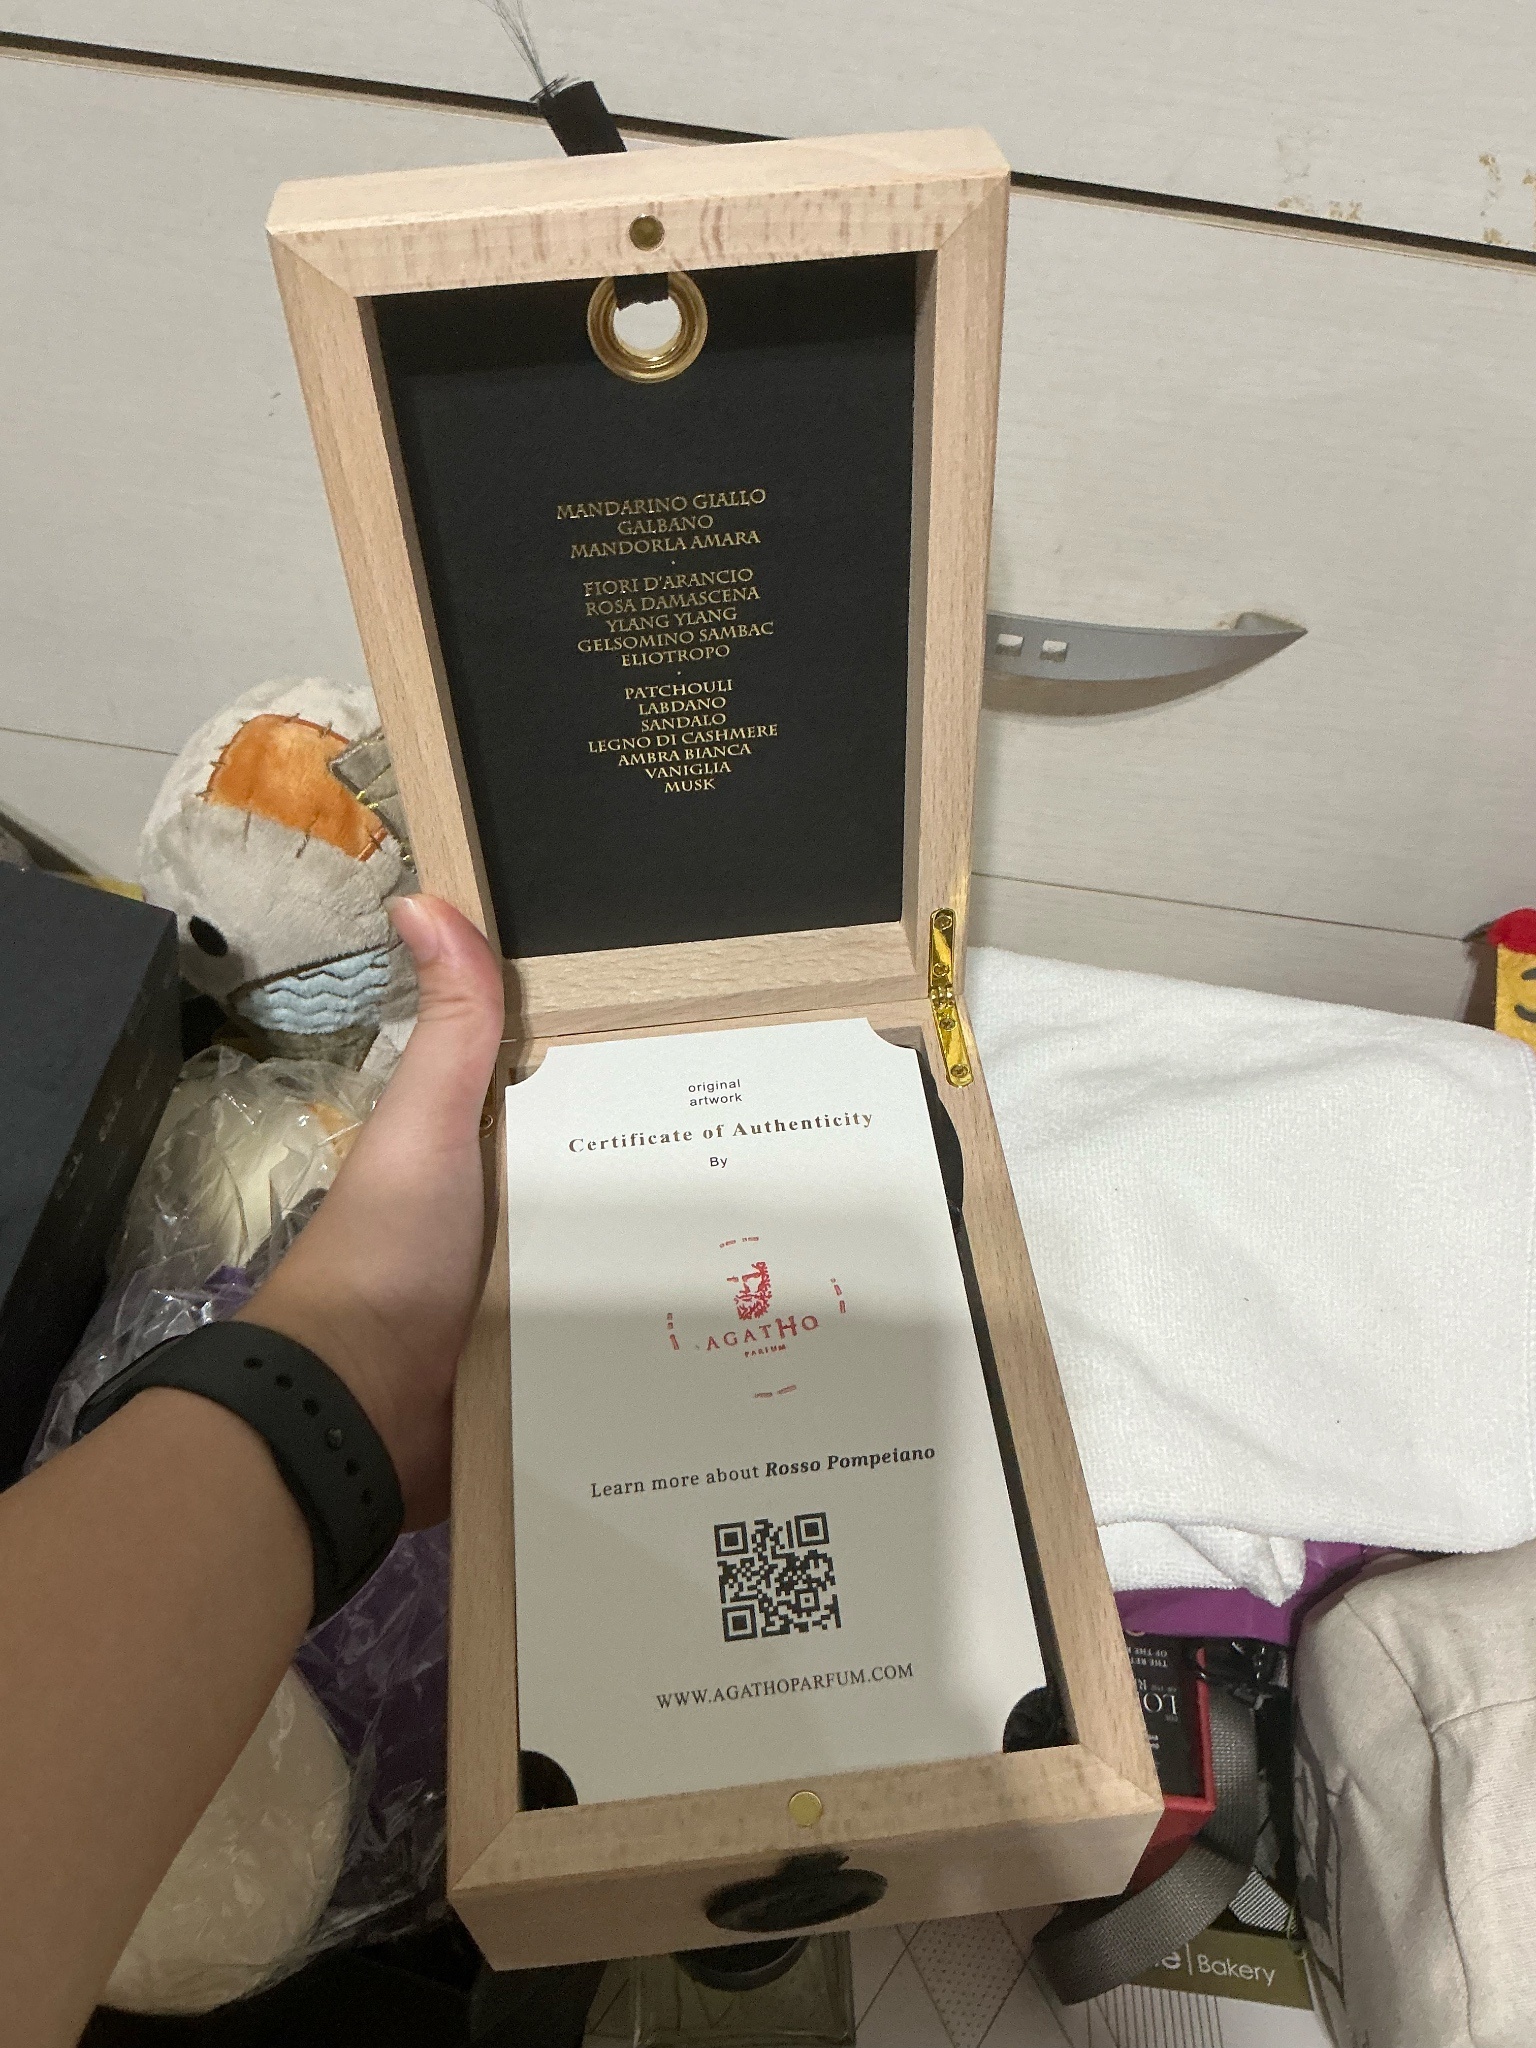 MANDARINO GIALLO
GALBANO
MANDORLA AMARA
FIORI D'ARANCIO
ROSA DAMASCENA
YLANG YLANG
GELSOMINO SAMBAC
ELIOTROPO
PATCHOULI
LABDANO
SANDALO
LEGNO DI CASHMERE
AMBRA BIANCA
VANIGLIA
MUSK
original
artwork
Certificate of Authenticity
By
AGATHO
PARFUM
Learn more about Rosso Pompeiano
WWW.AGATHOPARFUM.COM
OF THE
Bakery